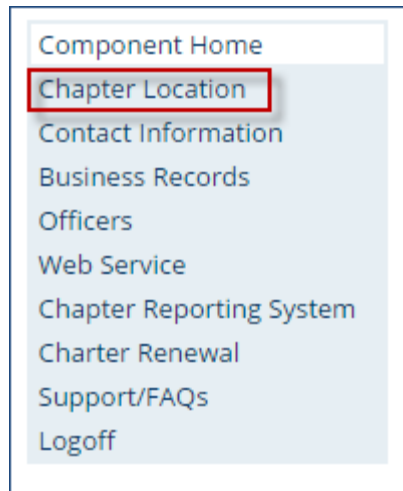 Component Home
Chapter Location
Contact Information
Business Records
Officers
Web Service
Chapter Reporting System
Charter Renewal
Support/FAQs
Logoff